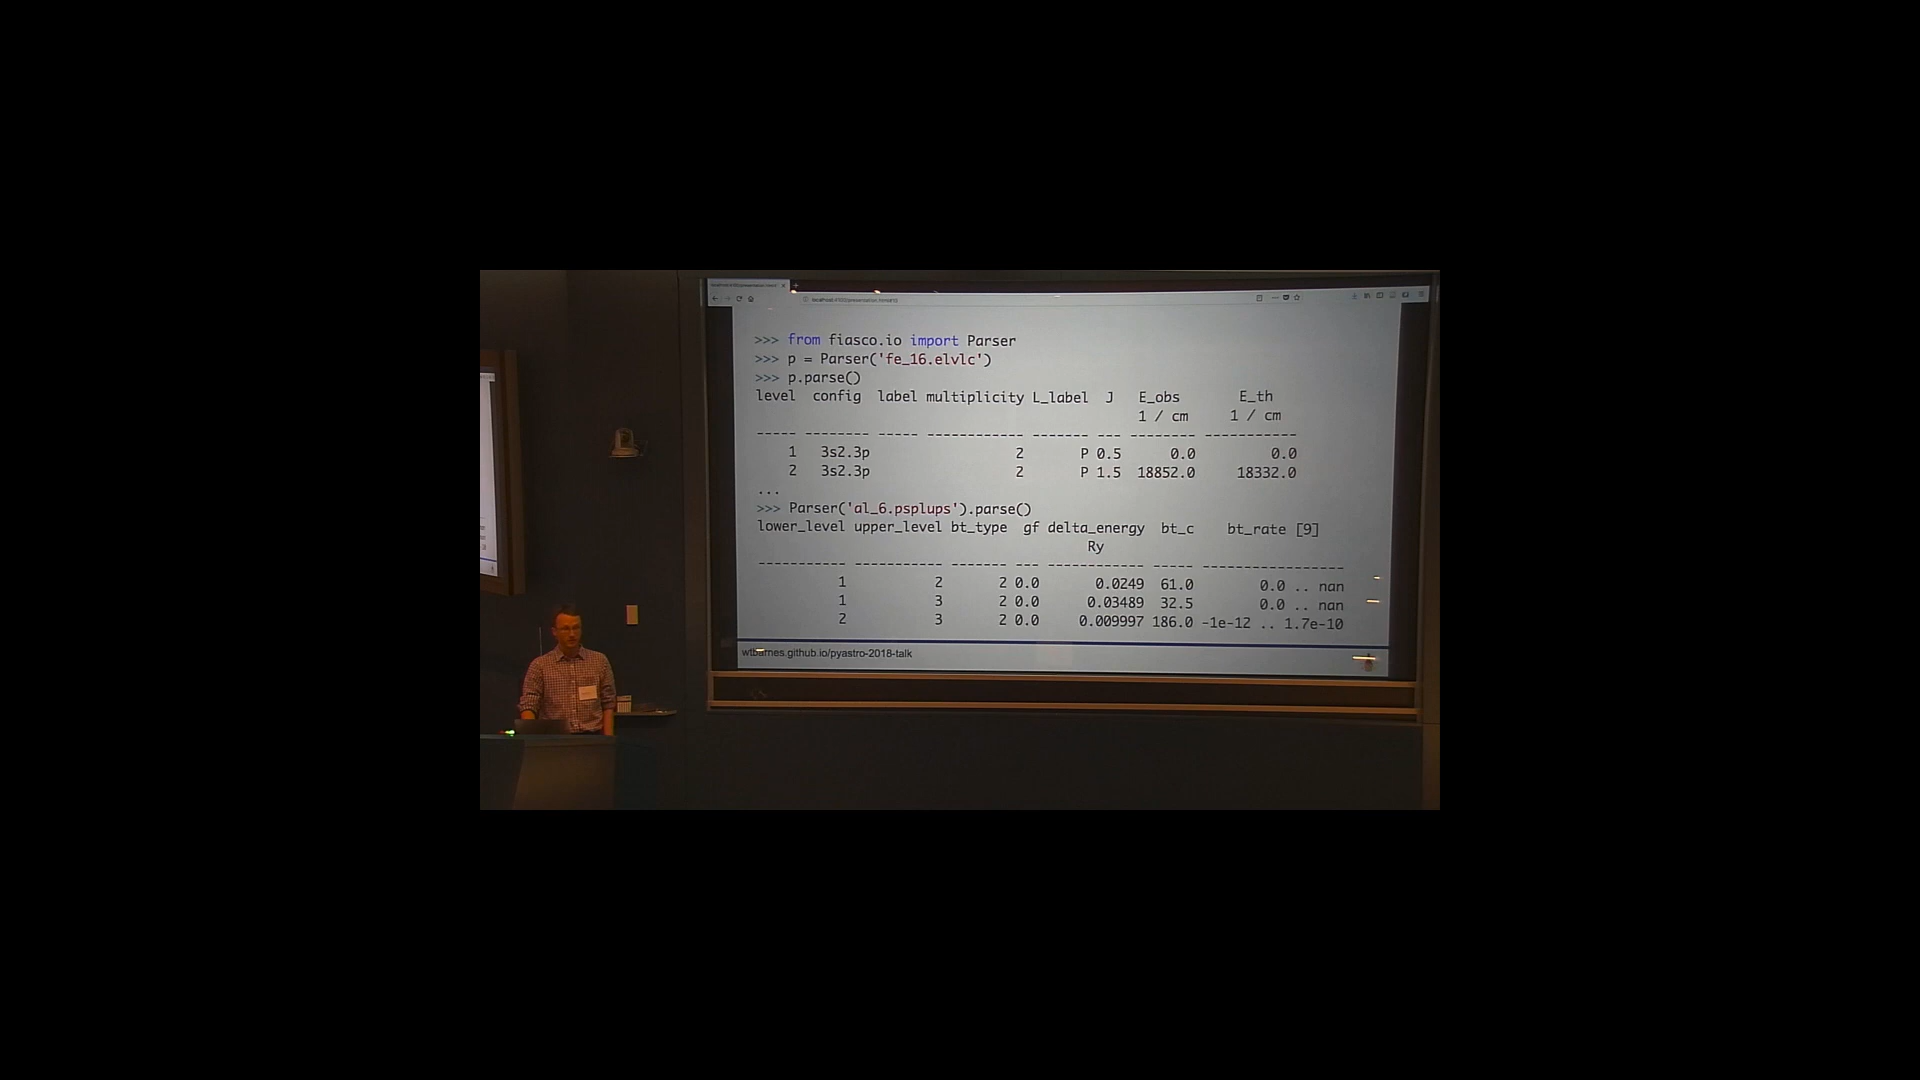 >>> from fiasco.io import Parser
>>> p = Parser('fe_16.elvlc')
>>> p.parse()
level config label multiplicity L_label J E_obs E_th
1 / cm 1 / cm
----- ------- ----- ------------ ------- --- -------- -----------
1 3s2.3p 2 P 0.5 0.0 0.0
2 3s2.3p 2 P 1.5 18852.0 18332.0
...
>>> Parser('al_6.psplups').parse()
lower_level upper_level bt_type gf delta_energy bt_c bt_rate [9]
Ry
----------- ----------- ------- --- ------------ ----- -----------------
1 2 2 0.0 0.0249 61.0 0.0 .. nan
1 3 2 0.0 0.03489 32.5 0.0 .. nan
2 3 2 0.0 0.009997 186.0 -1e-12 .. 1.7e-10
wtbarnes.github.io/pyastro-2018-talk